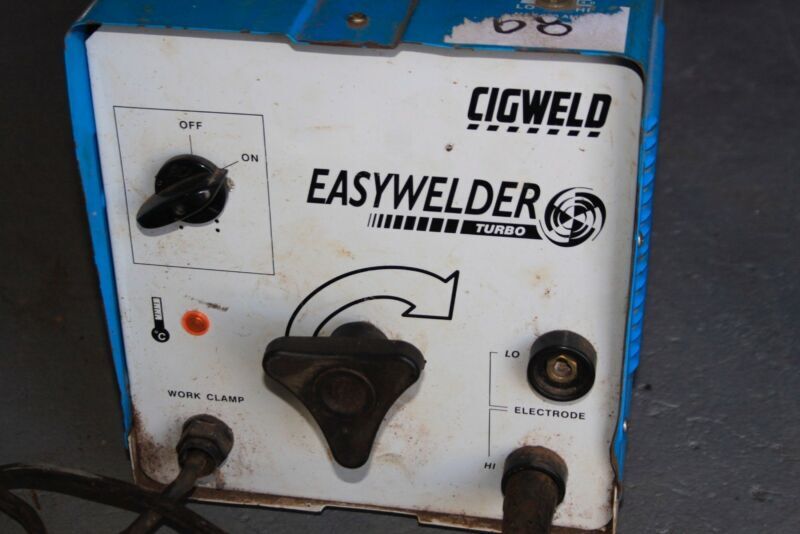 68
CIGWELD
OFF
ON
EASYWELDER
TURBO
°C
LO
WORK CLAMP
ELECTRODE
HI